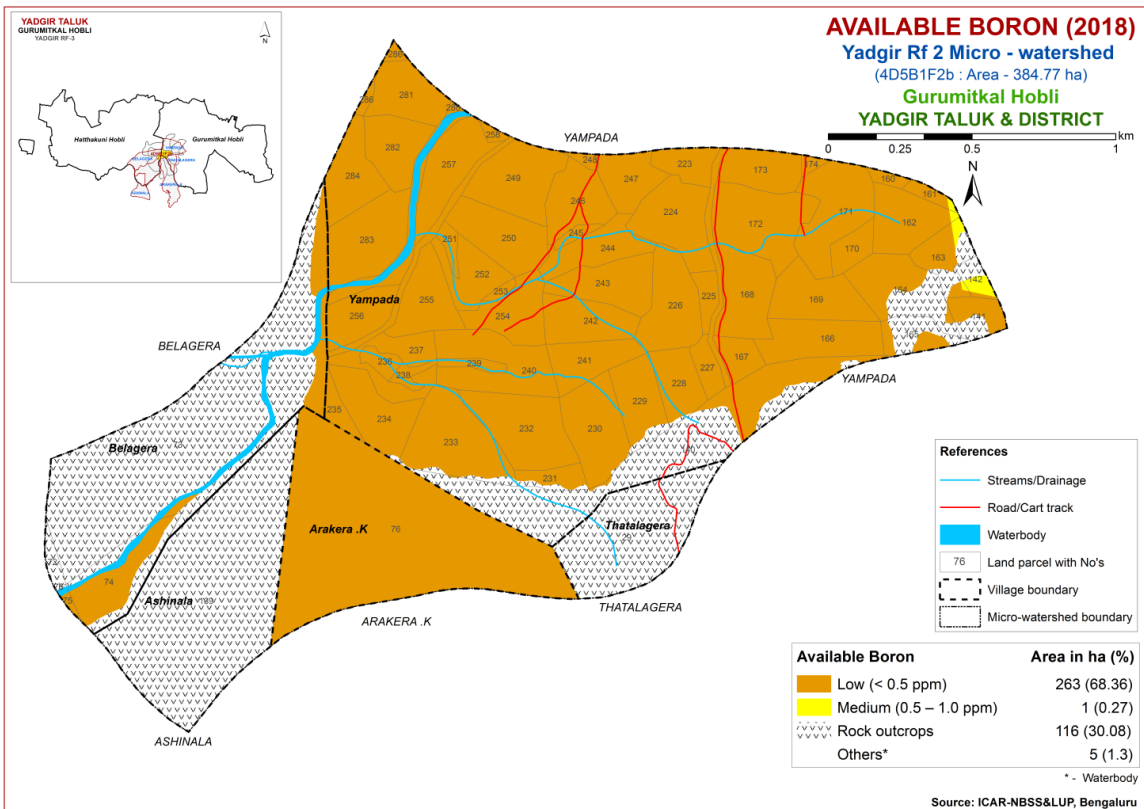 YADGIR TALUK
GURUMITKAL HOBLI
YADGIR RF-3
N
Hatthakuni Hobli
Gurumitkal Hobli
BELAGERA
ASHINALA
AVAILABLE BORON (2018)
Yadgir Rf 2 Micro - watershed
(4D5B1F2b : Area - 384.77 ha)
Gurumitkal Hobli
YADGIR TALUK & DISTRICT
km
0 0.25 0.5 1
N
YAMPADA
286
286 281 280
258
282 257 249 248 247 223 173 174 160 161
284 246 224 171 162
283 251 250 245 244 172 170 163
252 243 142
Yampada 255 253 226 225 168 169 164
256 254 242 141
165
BELAGERA
237 166
236 239 240 241 227 167
238 228
YAMPADA
235 234 229
233 232 230
Belagera
73
231
Arakera .K 76
Thatalagera
74
75
Ashinala
THATALAGERA
ARAKERA .K
ASHINALA
References
Streams/Drainage
Road/Cart track
Waterbody
76 Land parcel with No's
Village boundary
Micro-watershed boundary
Available Boron Area in ha (%)
Low (< 0.5 ppm) 263 (68.36)
Medium (0.5 – 1.0 ppm) 1 (0.27)
Rock outcrops 116 (30.08)
Others* 5 (1.3)
* - Waterbody
Source: ICAR-NBSS&LUP, Bengaluru